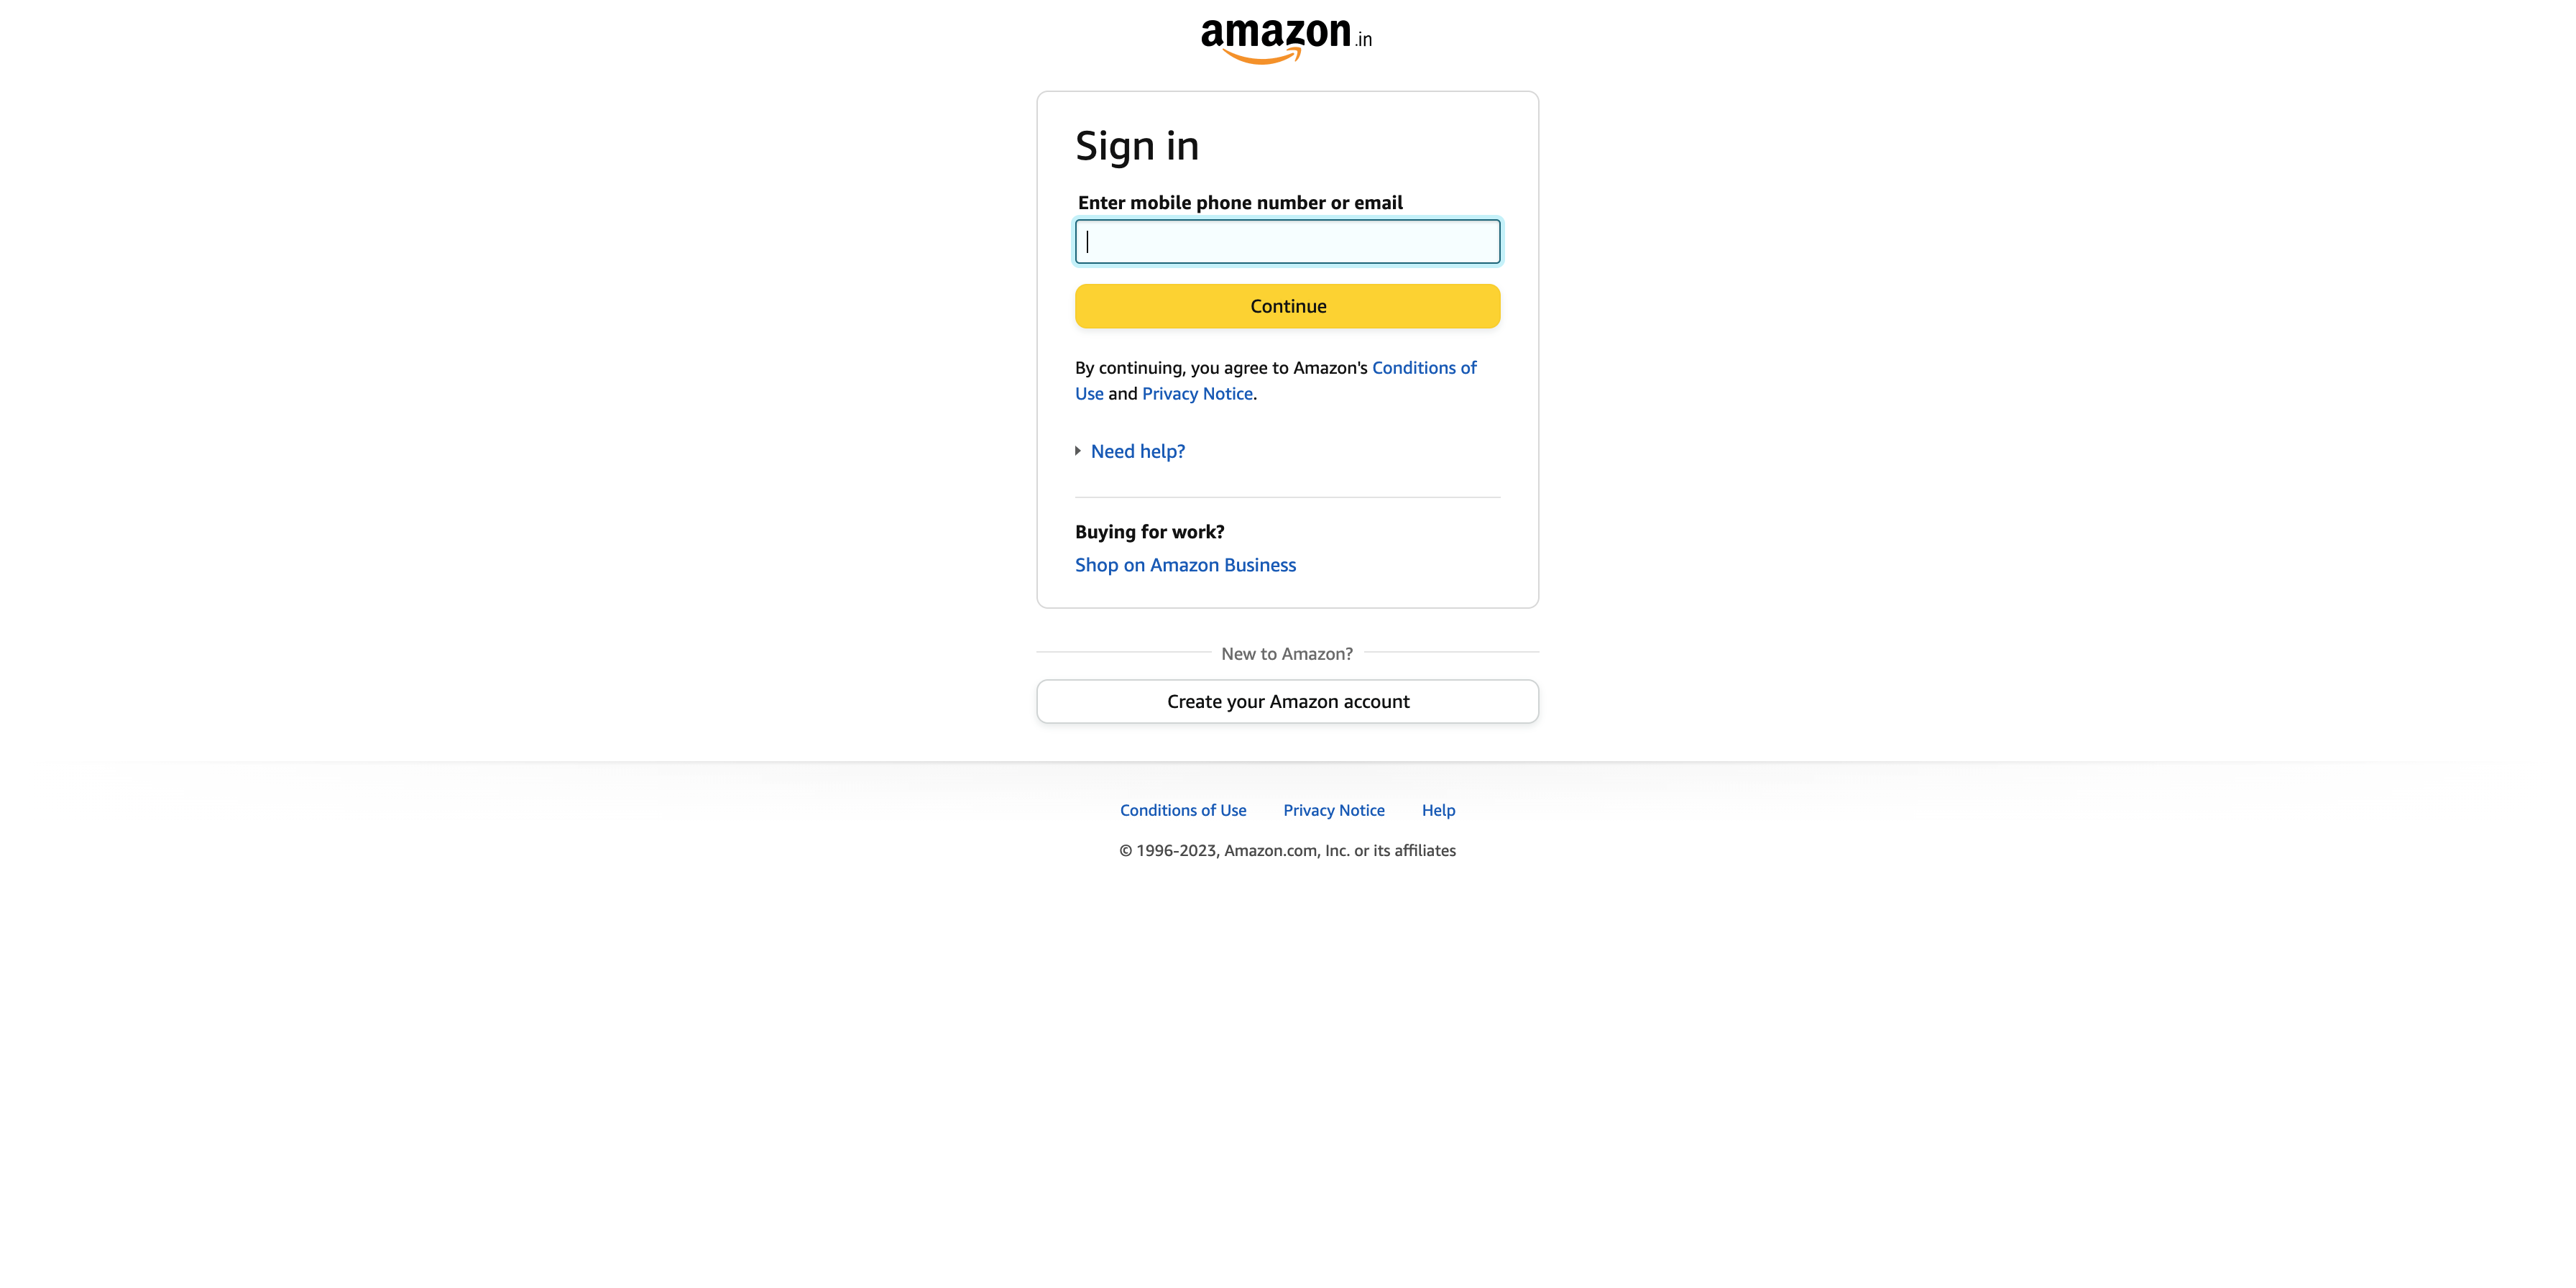 amazon.in
Sign in
Enter mobile phone number or email
Continue
By continuing, you agree to Amazon's Conditions of
Use and Privacy Notice.
Need help?
Buying for work?
Shop on Amazon Business
New to Amazon?
Create your Amazon account
Conditions of Use Privacy Notice Help
© 1996-2023, Amazon.com, Inc. or its affiliates